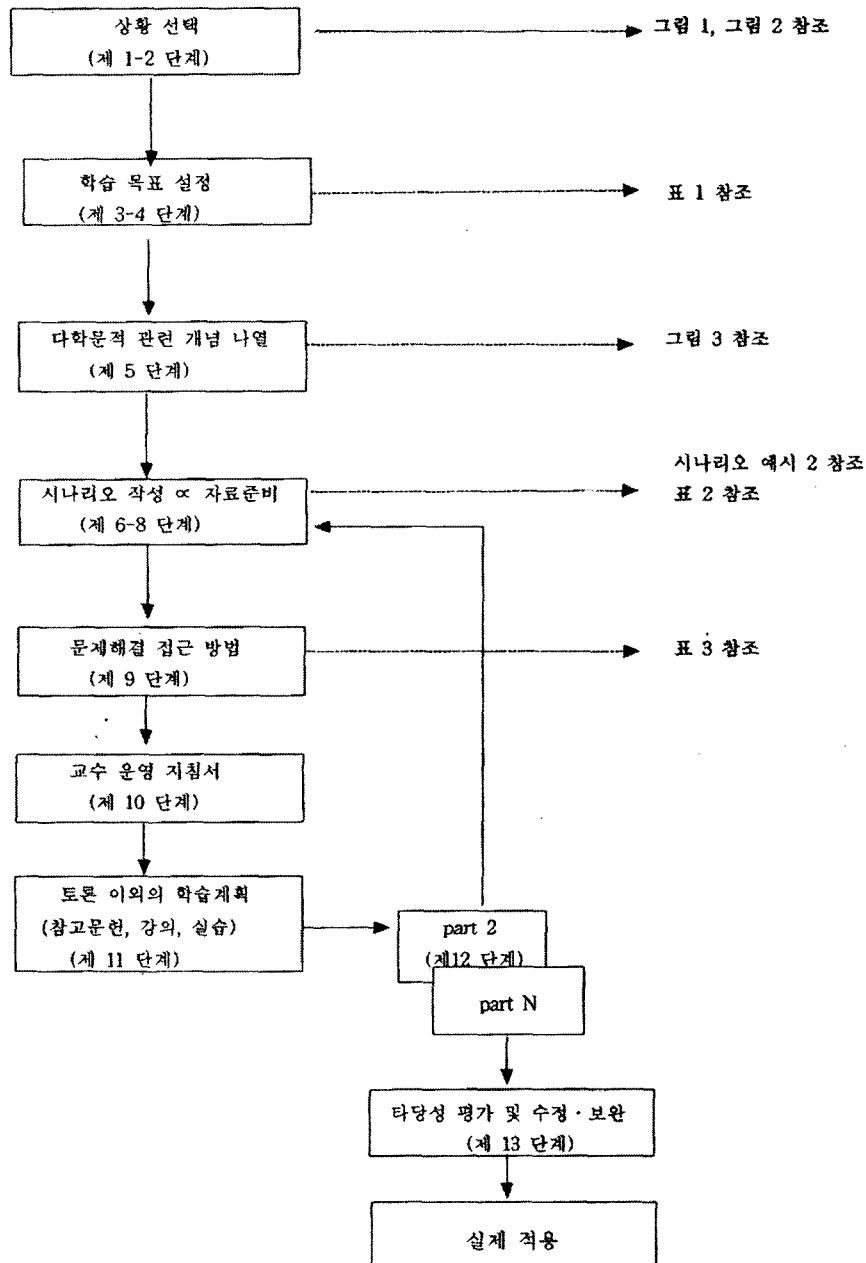 상황 선택
(제 1-2 단계)
그림 1, 그림 2 참조
학습 목표 설정
(제 3-4 단계)
표 1 참조
다학문적 관련 개념 나열
(제 5 단계)
그림 3 참조
시나리오 작성 ∝ 자료준비
(제 6-8 단계)
시나리오 예시 2 참조
표 2 참조
문제해결 접근 방법
(제 9 단계)
표 3 참조
교수 운영 지침서
(제 10 단계)
토론 이외의 학습계획
(참고문헌, 강의, 실습)
(제 11 단계)
part 2
(제12 단계)
part N
타당성 평가 및 수정·보완
(제 13 단계)
실제 적용